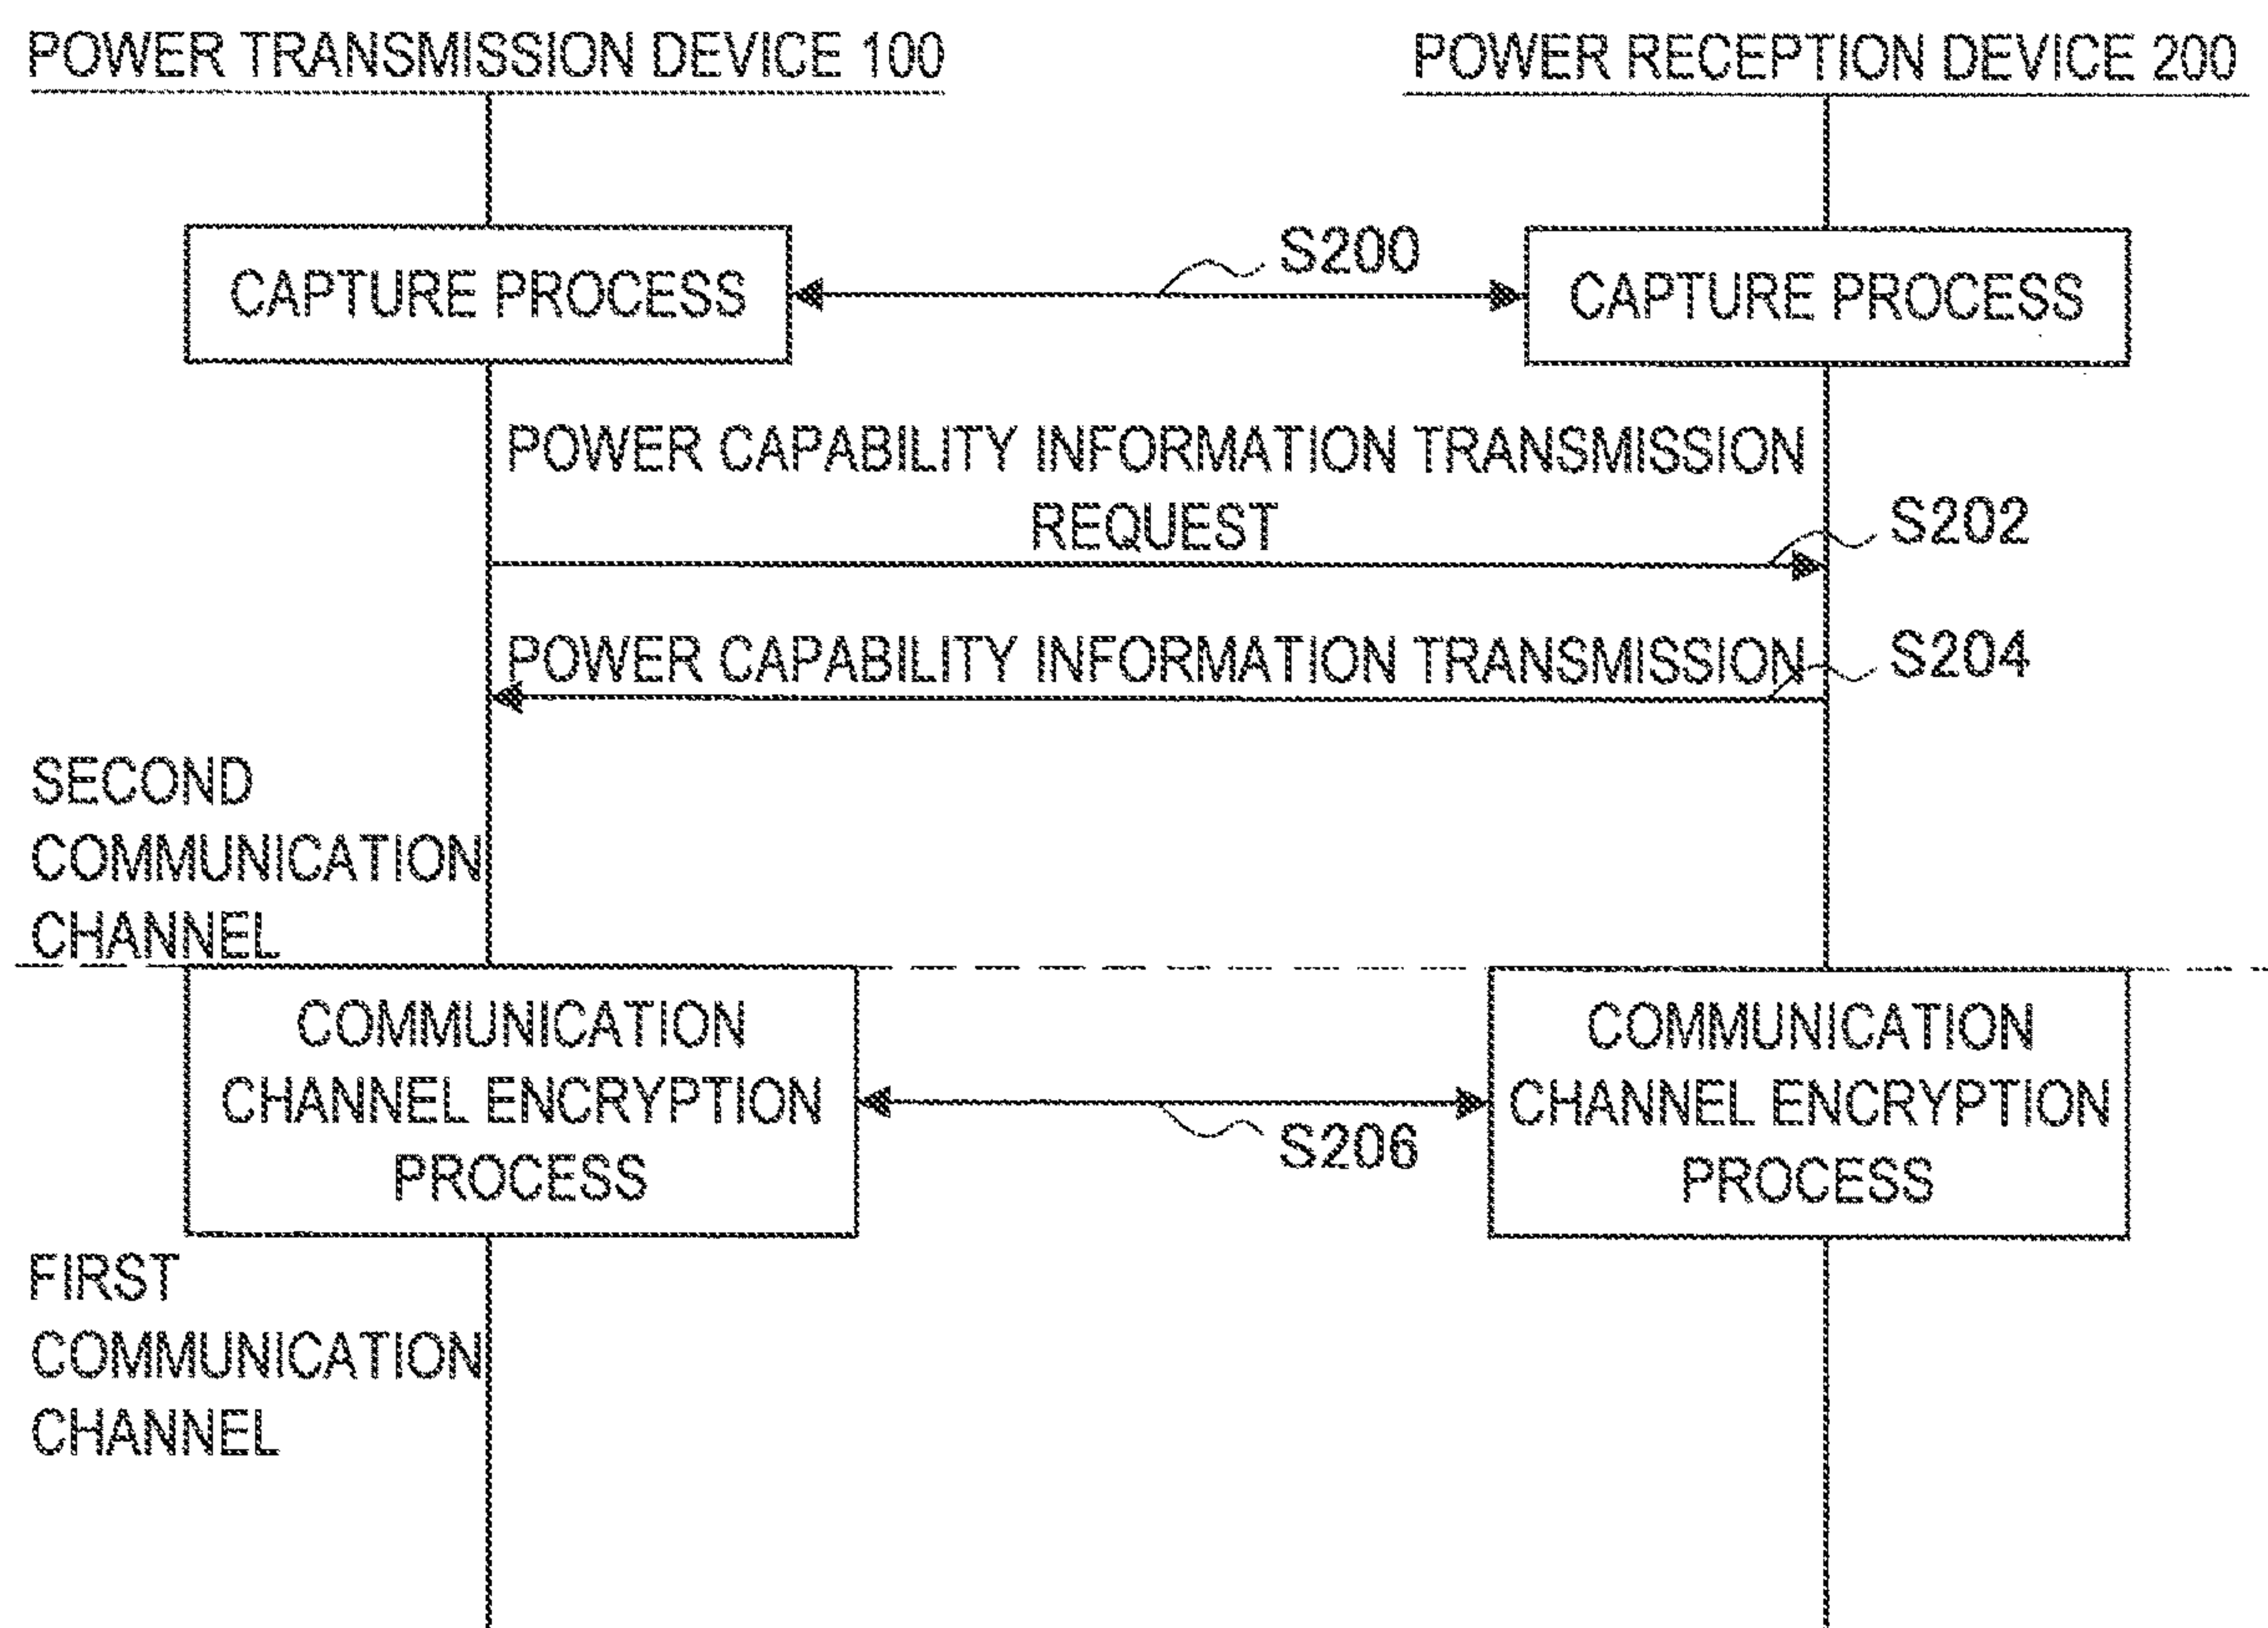 POWER TRANSMISSION DEVICE 100
POWER RECEPTION DEVICE 200
CAPTURE PROCESS
S200
CAPTURE PROCESS
POWER CAPABILITY INFORMATION TRANSMISSION
REQUEST
S202
POWER CAPABILITY INFORMATION TRANSMISSION
S204
SECOND
COMMUNICATION
CHANNEL
COMMUNICATION
CHANNEL ENCRYPTION
PROCESS
S206
COMMUNICATION
CHANNEL ENCRYPTION
PROCESS
FIRST
COMMUNICATION
CHANNEL